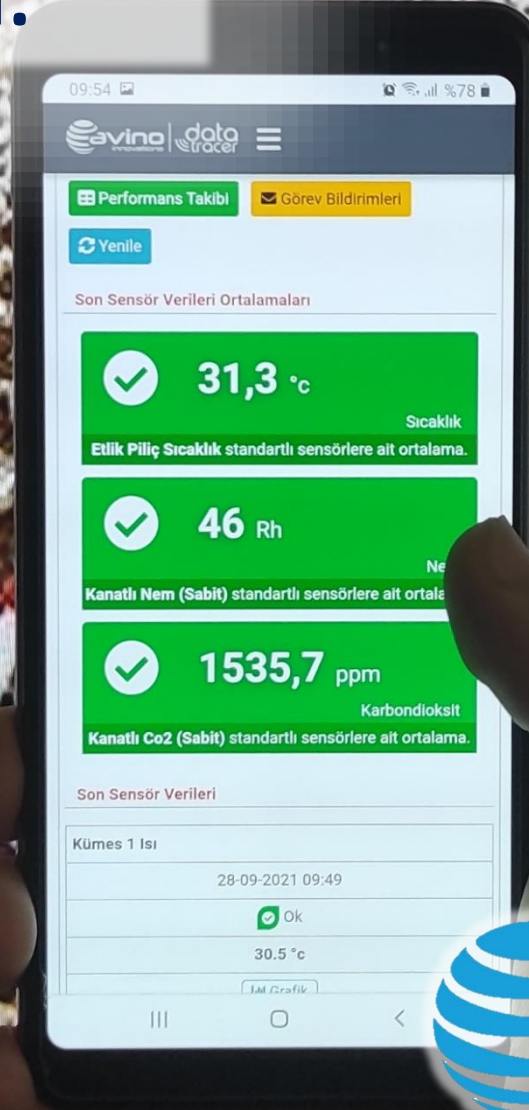 09:54
%78
avino | data
innovations tracer
Performans Takibi
Görev Bildirimleri
Yenile
Son Sensör Verileri Ortalamaları
31,3 °c
Sıcaklık
Etlik Piliç Sıcaklık standartlı sensörlere ait ortalama.
46 Rh
Ne
Kanatlı Nem (Sabit) standartlı sensörlere ait ortala
1535,7 ppm
Karbondioksit
Kanatlı Co2 (Sabit) standartlı sensörlere ait ortalama.
Son Sensör Verileri
Kümes 1 Isı
28-09-2021 09:49
Ok
30.5 °c
Grafik